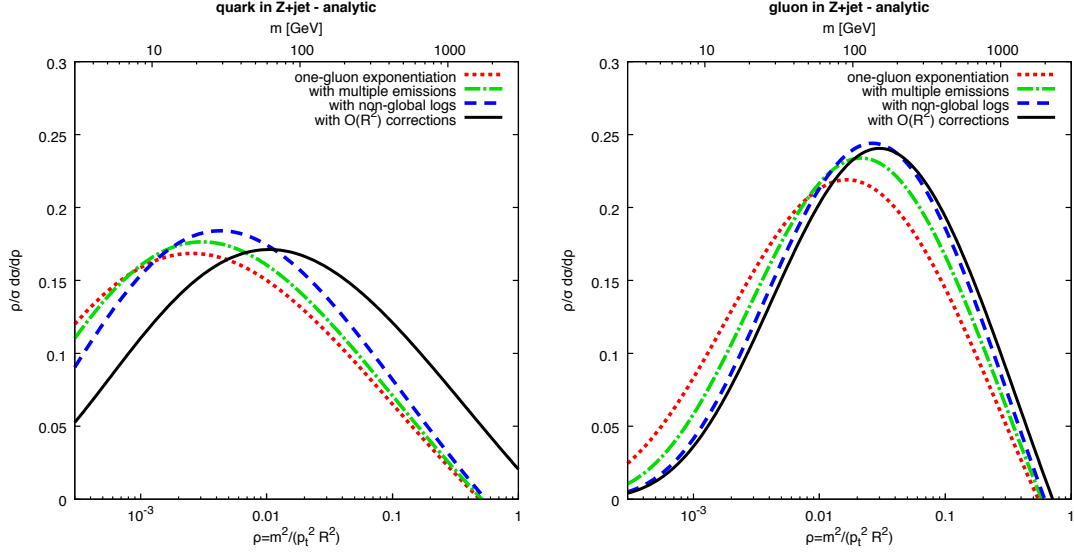 quark in Z+jet - analytic
m [GeV]
10 100 1000
0.3
0.25
0.2
0.15
0.1
0.05
0
ρ/σ dσ/dρ
one-gluon exponentiation
with multiple emissions
with non-global logs
with O(R²) corrections
10⁻³ 0.01 0.1 1
ρ=m²/(pₜ² R²)
gluon in Z+jet - analytic
m [GeV]
10 100 1000
0.3
0.25
0.2
0.15
0.1
0.05
0
ρ/σ dσ/dρ
one-gluon exponentiation
with multiple emissions
with non-global logs
with O(R²) corrections
10⁻³ 0.01 0.1 1
ρ=m²/(pₜ² R²)